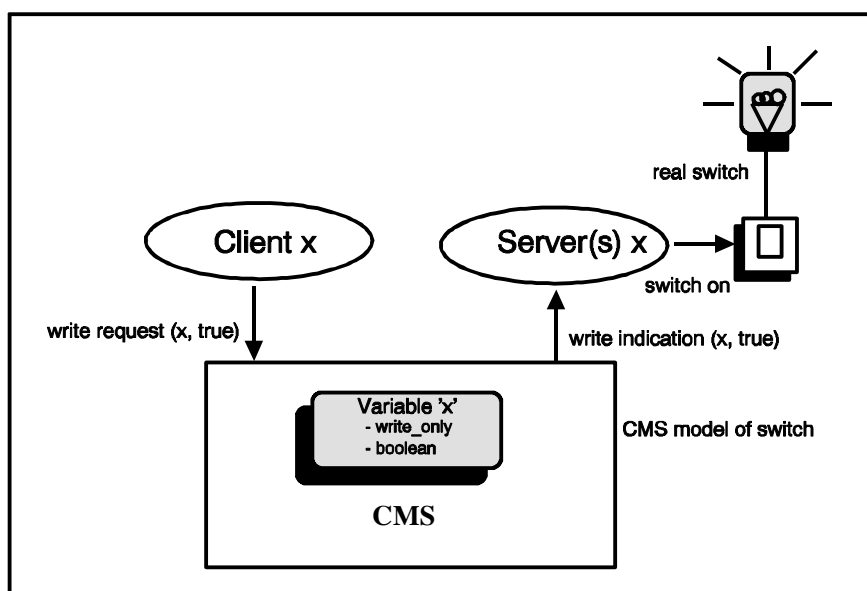 real switch
Client x
Server(s) x
switch on
write request (x, true)
write indication (x, true)
Variable 'x'
- write_only
- boolean
CMS model of switch
CMS